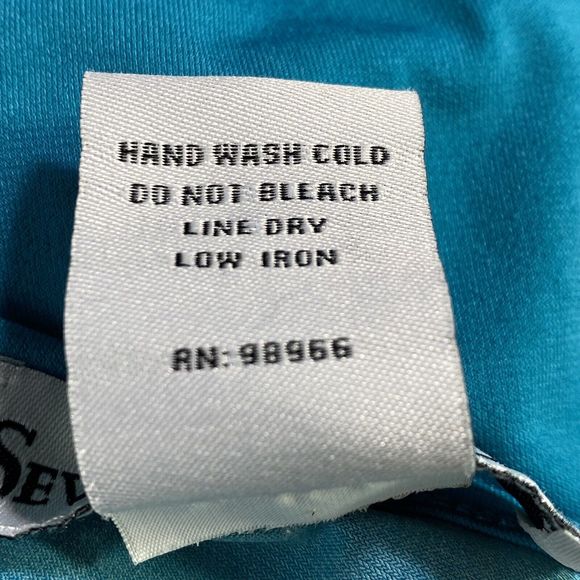 HAND WASH COLD
DO NOT BLEACH
LINE DRY
LOW IRON
RN: 98966